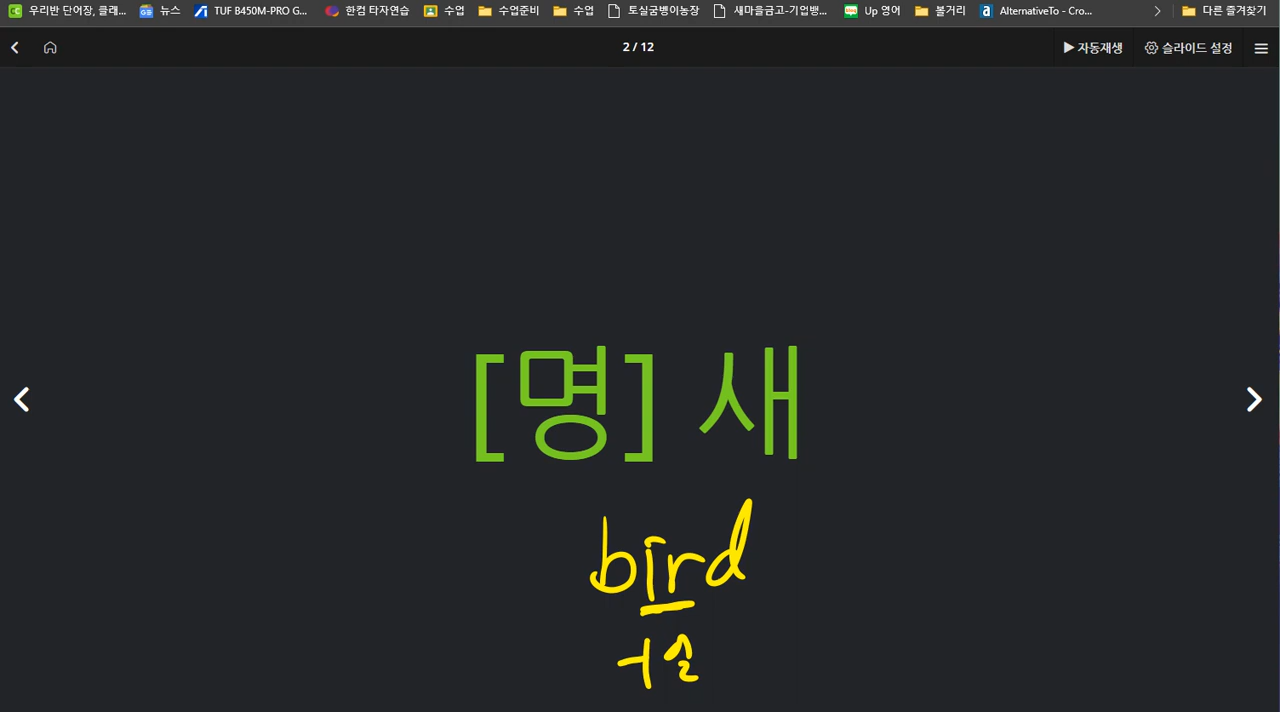 우리반 단어장, 클래... 뉴스 TUF B450M-PRO G... 한컴 타자연습 수업 수업준비 수업 토실굼벵이농장 새마을금고-기업뱅... Up 영어 볼거리 AlternativeTo - Cro... 다른 즐겨찾기
2 / 12 자동재생 슬라이드 설정
[명] 새
bird